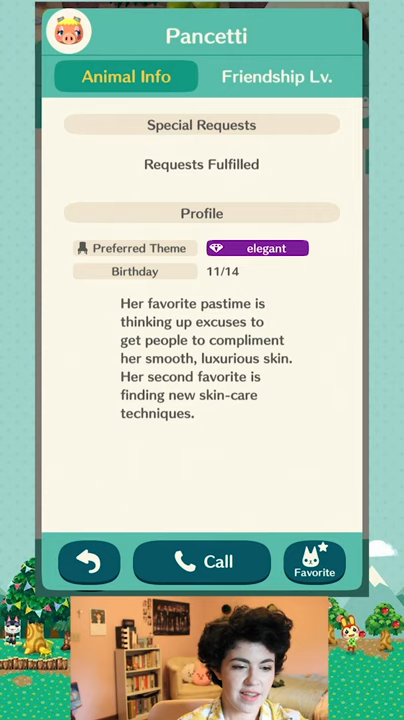 Pancetti
Animal Info
Friendship Lv.
Special Requests
Requests Fulfilled
Profile
Preferred Theme
elegant
Birthday
11/14
Her favorite pastime is
thinking up excuses to
get people to compliment
her smooth, luxurious skin.
Her second favorite is
finding new skin-care
techniques.
Call
Favorite